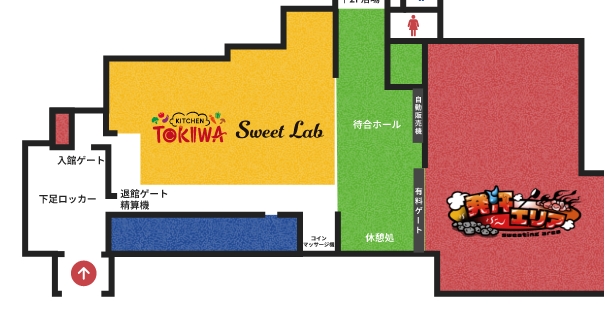 KITCHEN
TOKIIWA
Sweet Lab
待合ホール
自動販売機
入館ゲート
下足ロッカー
退館ゲート
精算機
有料ゲート
発汗
エリア
sweating area
休憩処
コイン
マッサージ機